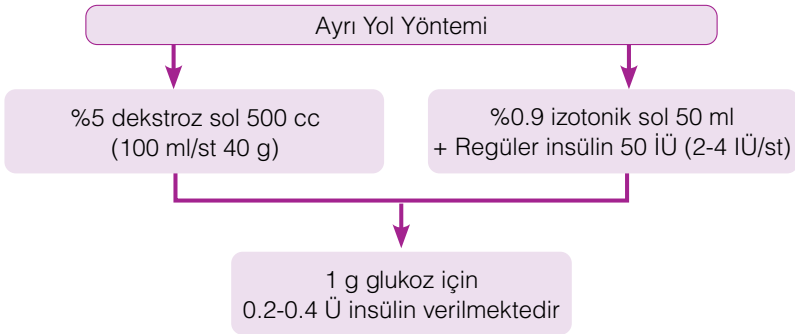 Ayrı Yol Yöntemi
%5 dekstroz sol 500 cc
(100 ml/st 40 g)
%0.9 izotonik sol 50 ml
+ Regüler insülin 50 İÜ (2-4 IÜ/st)
1 g glukoz için
0.2-0.4 Ü insülin verilmektedir